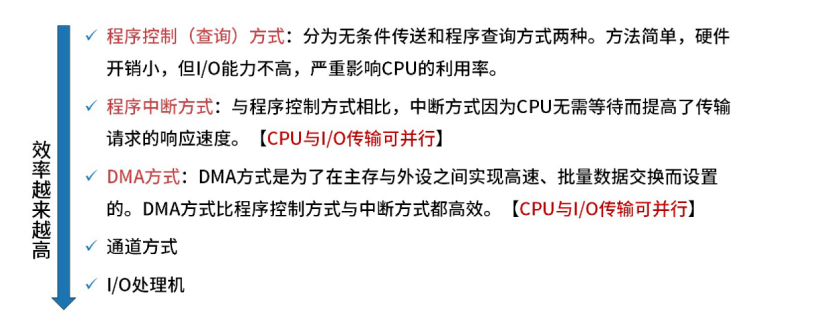 程序控制（查询）方式：分为无条件传送和程序查询方式两种。方法简单，硬件
开销小，但I/O能力不高，严重影响CPU的利用率。
程序中断方式：与程序控制方式相比，中断方式因为CPU无需等待而提高了传输
请求的响应速度。【CPU与I/O传输可并行】
DMA方式：DMA方式是为了在主存与外设之间实现高速、批量数据交换而设置
的。DMA方式比程序控制方式与中断方式都高效。【CPU与I/O传输可并行】
通道方式
I/O处理机
效率越来越高